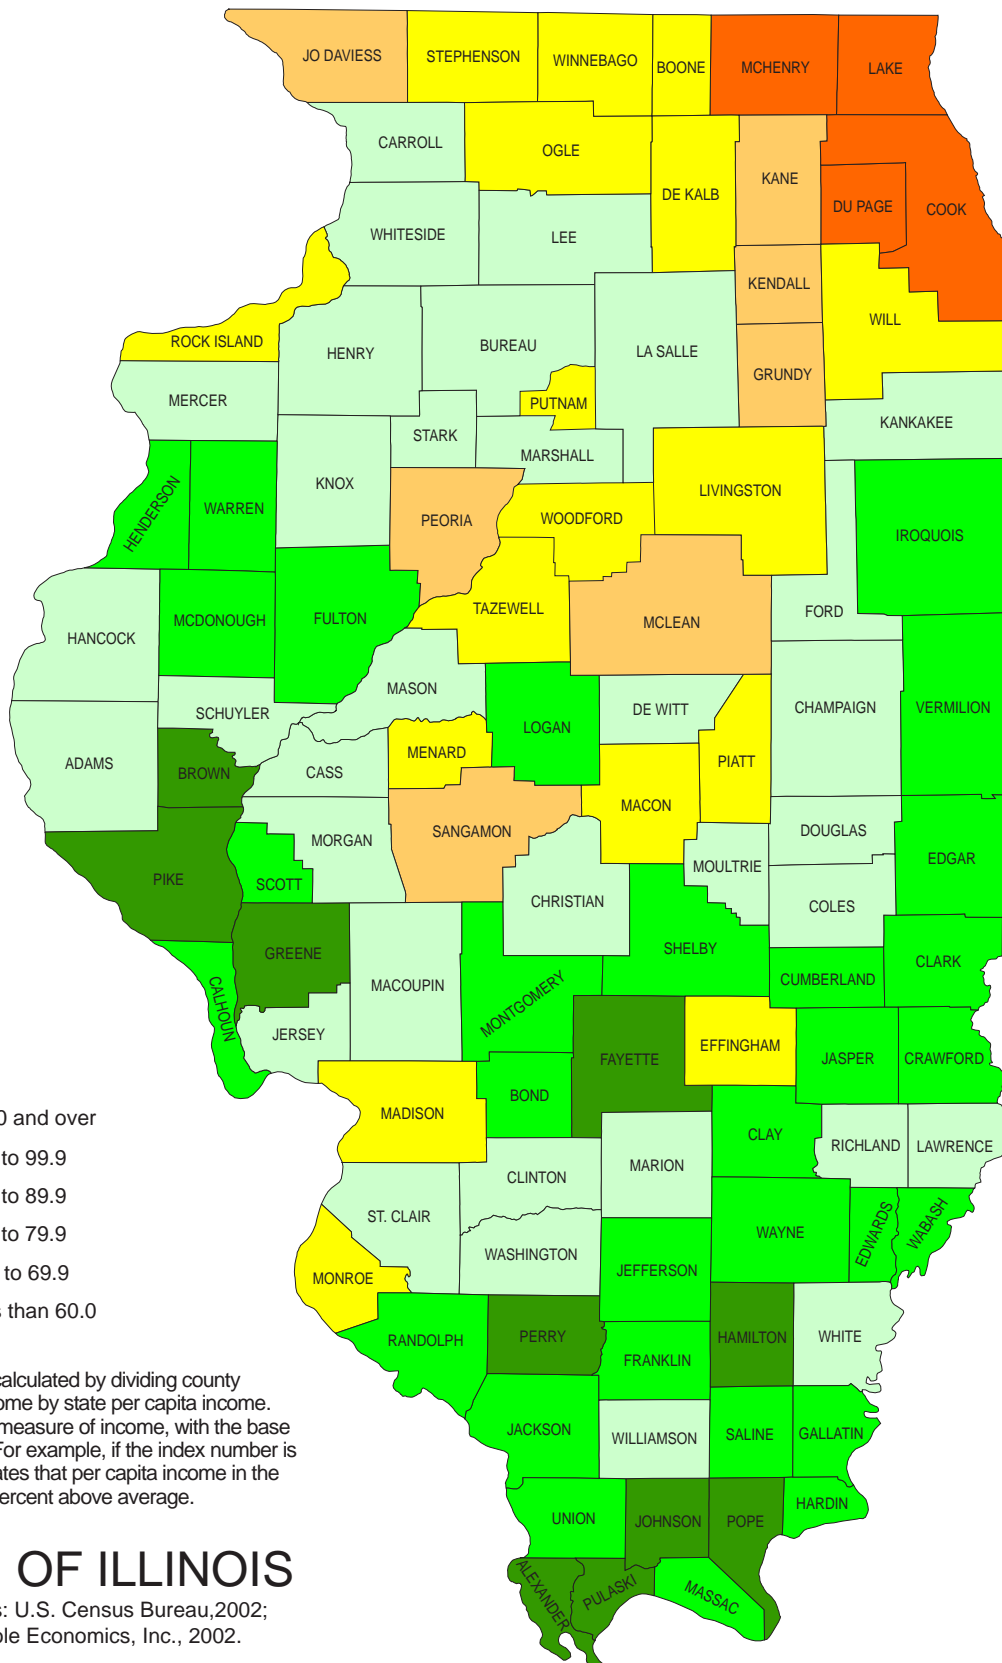 JO DAVIESS
STEPHENSON
WINNEBAGO
BOONE
MCHENRY
LAKE
CARROLL
OGLE
DE KALB
KANE
DU PAGE
COOK
WHITESIDE
LEE
KENDALL
WILL
ROCK ISLAND
HENRY
BUREAU
LA SALLE
GRUNDY
MERCER
PUTNAM
KANKAKEE
STARK
MARSHALL
KNOX
LIVINGSTON
HENDERSON
WARREN
PEORIA
WOODFORD
IROQUOIS
TAZEWELL
FORD
HANCOCK
MCDONOUGH
FULTON
MCLEAN
MASON
SCHUYLER
DE WITT
CHAMPAIGN
VERMILION
LOGAN
ADAMS
BROWN
CASS
MENARD
PIATT
MACON
MORGAN
SANGAMON
DOUGLAS
PIKE
SCOTT
MOULTRIE
EDGAR
CHRISTIAN
COLES
GREENE
SHELBY
CLARK
CALHOUN
MACOUPIN
MONTGOMERY
CUMBERLAND
JERSEY
FAYETTE
EFFINGHAM
JASPER
CRAWFORD
BOND
MADISON
CLAY
RICHLAND
LAWRENCE
MARION
CLINTON
ST. CLAIR
WAYNE
EDWARDS
WABASH
WASHINGTON
MONROE
JEFFERSON
RANDOLPH
PERRY
HAMILTON
WHITE
FRANKLIN
JACKSON
WILLIAMSON
SALINE
GALLATIN
UNION
JOHNSON
POPE
HARDIN
ALEXANDER
PULASKI
MASSAC
0 and over
to 99.9
to 89.9
to 79.9
to 69.9
s than 60.0
calculated by dividing county
ome by state per capita income.
measure of income, with the base
For example, if the index number is
ates that per capita income in the
ercent above average.
OF ILLINOIS
s: U.S. Census Bureau,2002;
ole Economics, Inc., 2002.